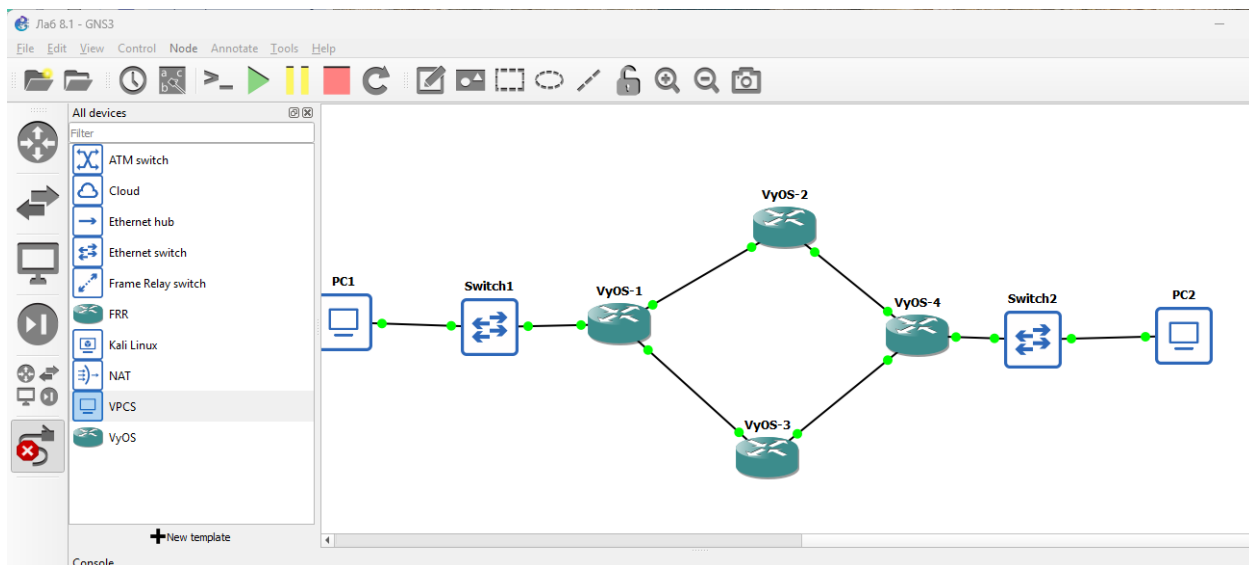 Лаб 8.1 - GNS3
File Edit View Control Node Annotate Tools Help
All devices
Filter
ATM switch
Cloud
Ethernet hub
Ethernet switch
Frame Relay switch
FRR
Kali Linux
NAT
VPCS
VyOS
New template
Console
PC1
Switch1
VyOS-1
VyOS-2
VyOS-3
VyOS-4
Switch2
PC2